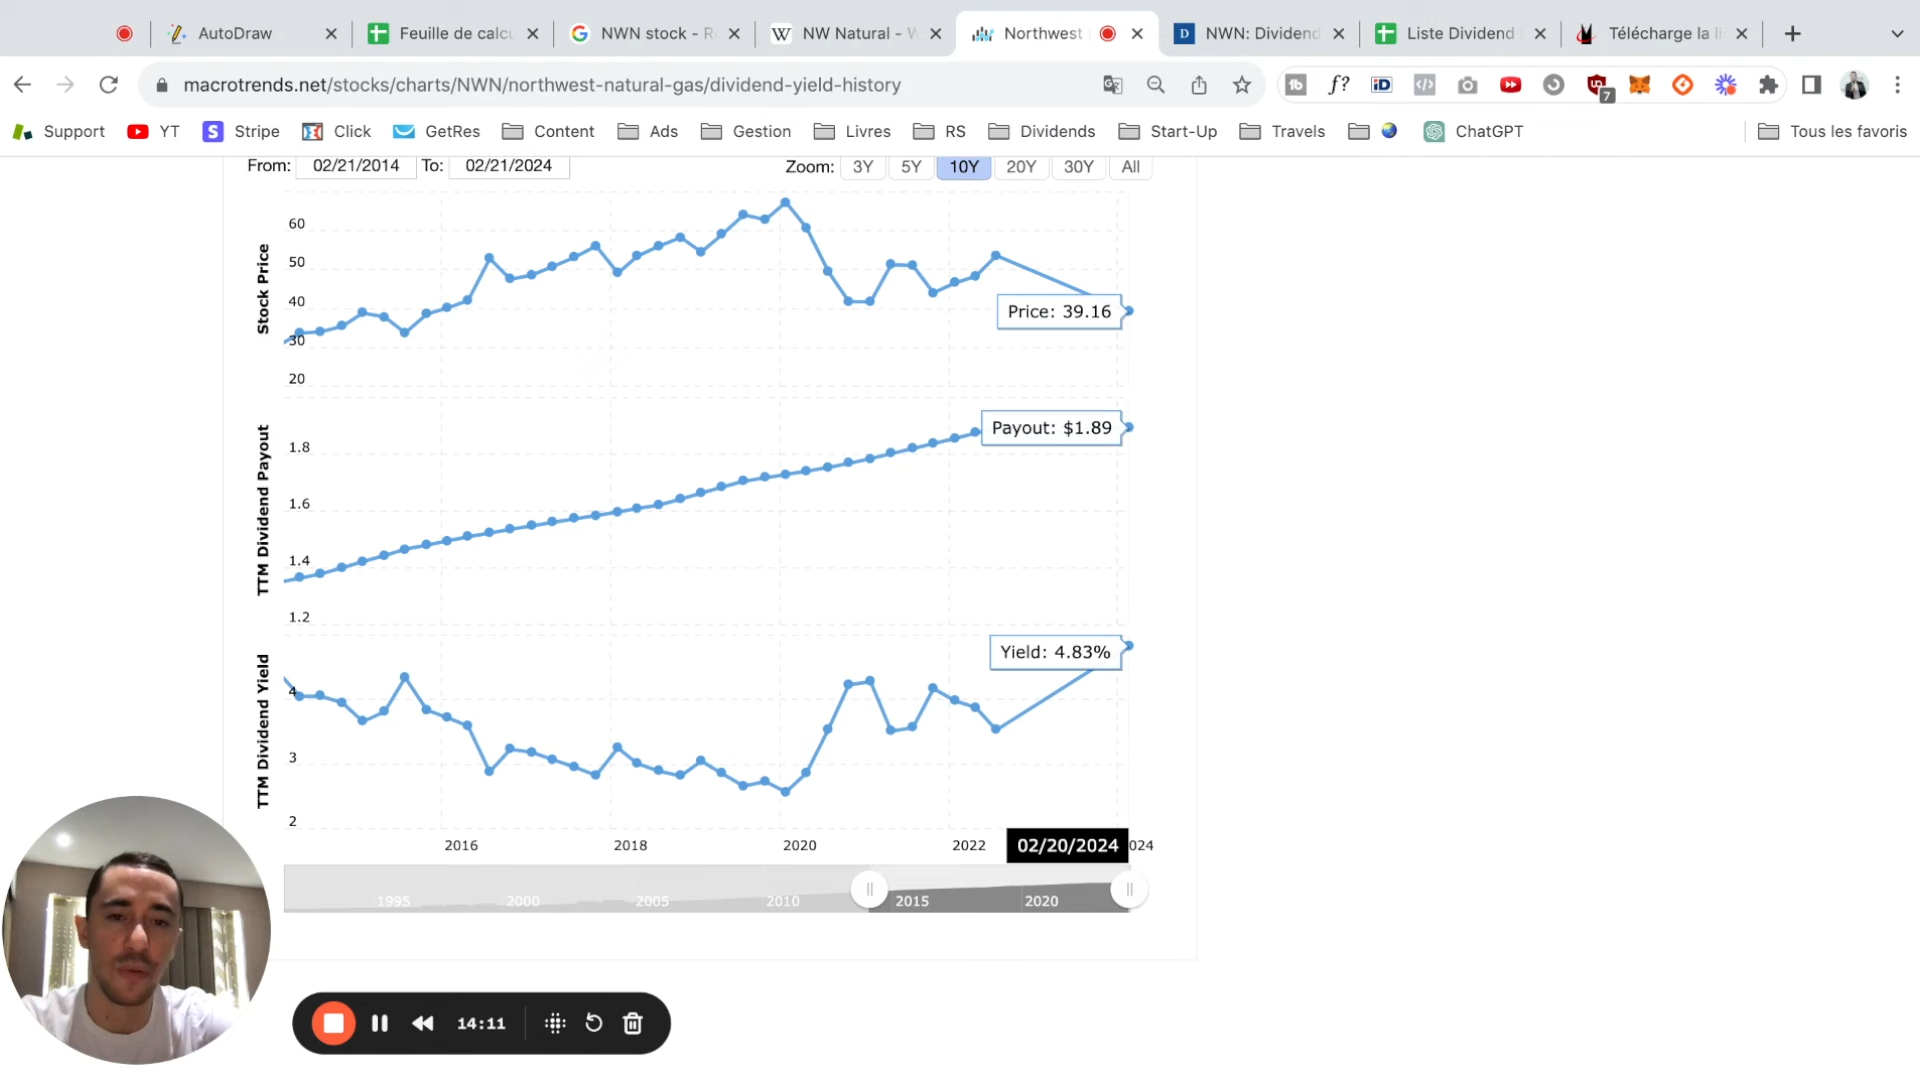 AutoDraw
Feuille de calcu
NWN stock - R
NW Natural - W
Northwest
NWN: Dividend
Liste Dividend
Télécharge la li
macrotrends.net/stocks/charts/NWN/northwest-natural-gas/dividend-yield-history
7
Support
YT
Stripe
Click
GetRes
Content
Ads
Gestion
Livres
RS
Dividends
Start-Up
Travels
ChatGPT
Tous les favoris
From: 02/21/2014 To: 02/21/2024
Zoom: 3Y 5Y 10Y 20Y 30Y All
Stock Price
60
50
40
30
20
Price: 39.16
TTM Dividend Payout
1.8
1.6
1.4
1.2
Payout: $1.89
TTM Dividend Yield
4
3
2
Yield: 4.83%
2016 2018 2020 2022 02/20/2024 024
1995 2000 2005 2010 2015 2020
14:11